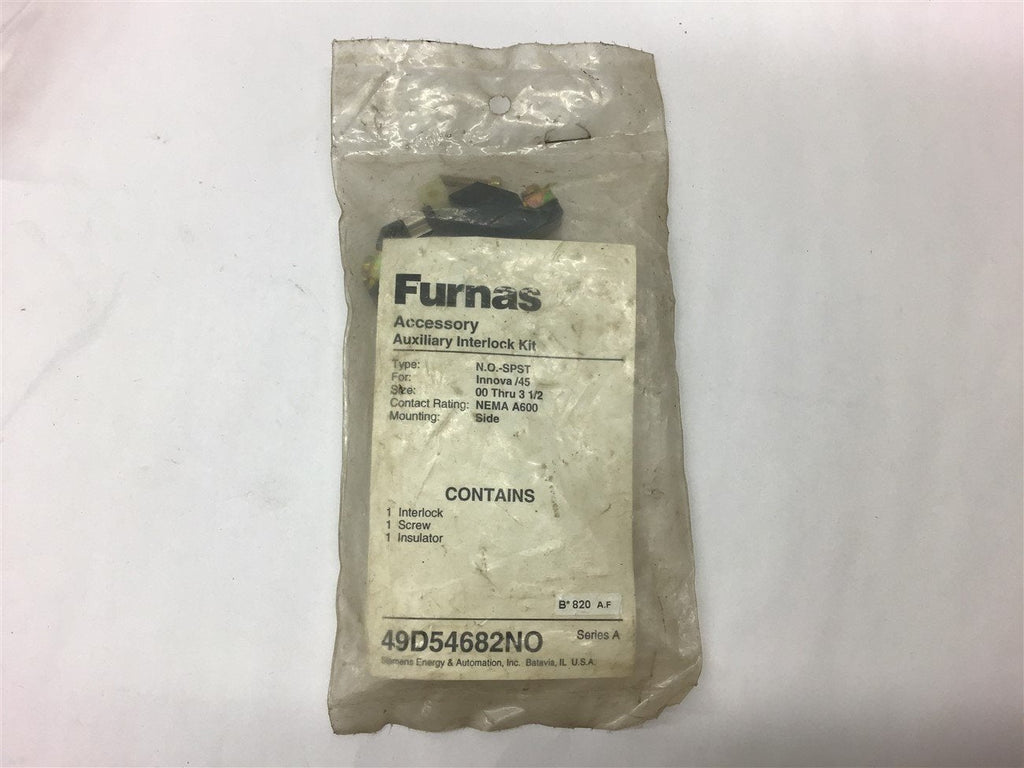 Furnas
Accessory
Auxiliary Interlock Kit
Type: N.O.-SPST
For: Innova /45
Size: 00 Thru 3 1/2
Contact Rating: NEMA A600
Mounting: Side
CONTAINS
1 Interlock
1 Screw
1 Insulator
B* 820 A.F
49D54682NO Series A
Siemens Energy & Automation, Inc. Batavia, IL U.S.A.